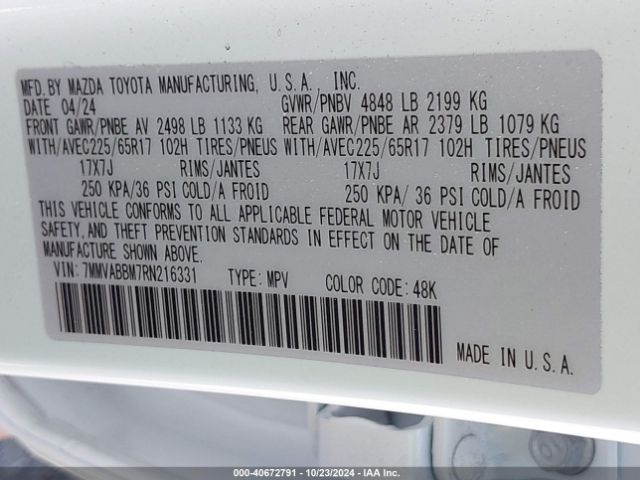 MFD. BY MAZDA TOYOTA MANUFACTURING, U.S.A., INC.
DATE 04/24 GVWR/PNBV 4848 LB 2199 KG
FRONT GAWR/PNBE AV 2498 LB 1133 KG REAR GAWR/PNBE AR 2379 LB 1079 KG
WITH/AVEC225/65R17 102H TIRES/PNEUS WITH/AVEC225/65R17 102H TIRES/PNEUS
17X7J RIMS/JANTES 17X7J RIMS/JANTES
250 KPA/36 PSI COLD/A FROID 250 KPA/ 36 PSI COLD/A FROID
THIS VEHICLE CONFORMS TO ALL APPLICABLE FEDERAL MOTOR VEHICLE
SAFETY, AND THEFT PREVENTION STANDARDS IN EFFECT ON THE DATE OF
MANUFACTURE SHOWN ABOVE.
VIN: 7MMVABBM7RN216331 TYPE: MPV COLOR CODE: 48K
MADE IN U.S.A.
000-40672791 - 10/23/2024 - IAA Inc.